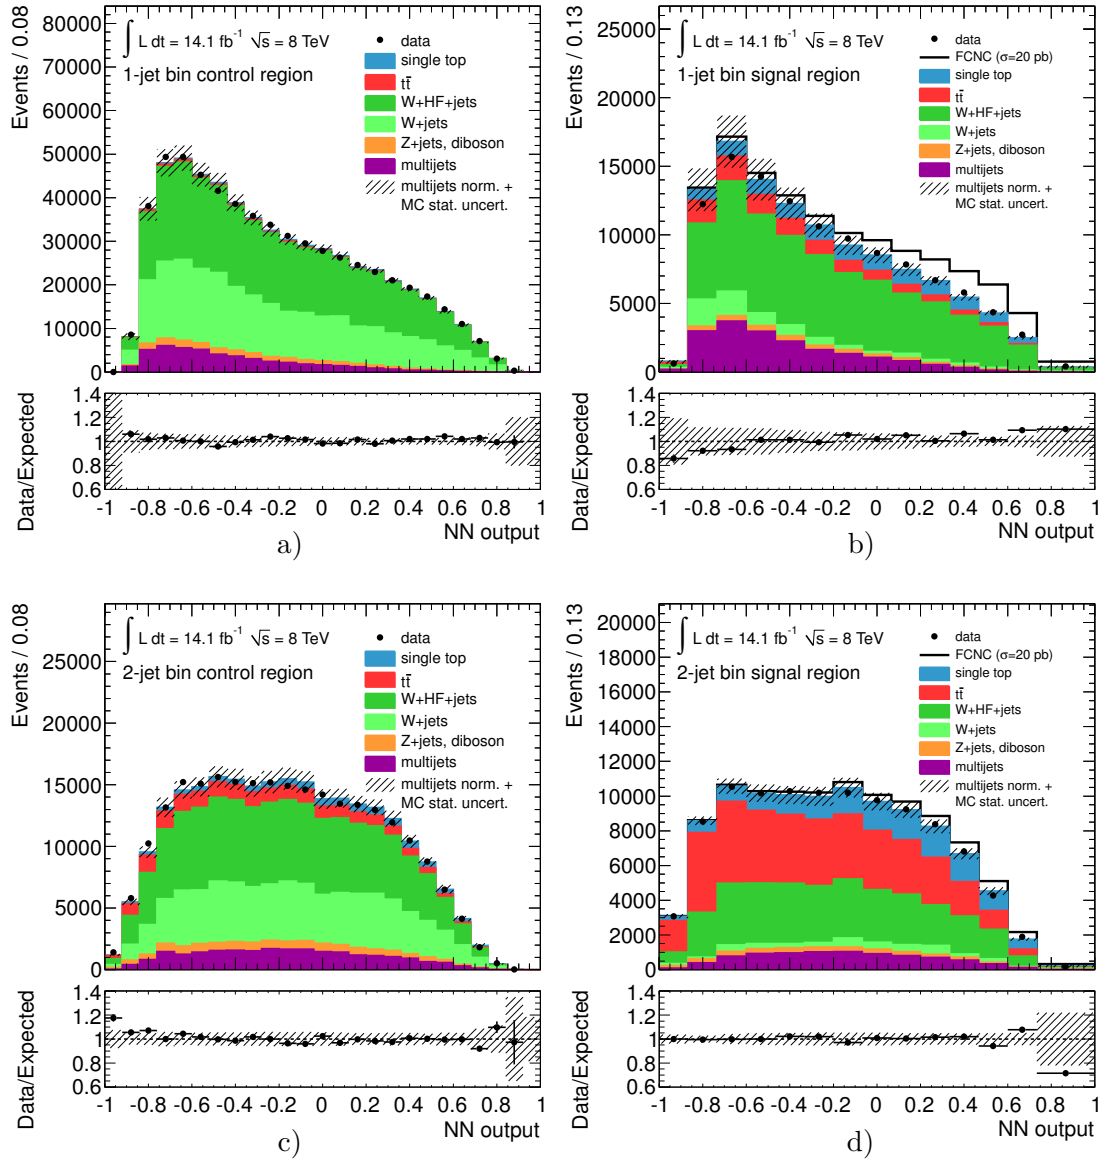 Events / 0.08
80000
70000
60000
50000
40000
30000
20000
10000
0
∫ L dt = 14.1 fb⁻¹ √s = 8 TeV
1-jet bin control region
data
single top
tt̄
W+HF+jets
W+jets
Z+jets, diboson
multijets
multijets norm. +
MC stat. uncert.
Data/Expected
1.4
1.2
1
0.8
0.6
-1 -0.8 -0.6 -0.4 -0.2 0 0.2 0.4 0.6 0.8 1
NN output
a)
Events / 0.13
25000
20000
15000
10000
5000
0
∫ L dt = 14.1 fb⁻¹ √s = 8 TeV
1-jet bin signal region
data
FCNC (σ=20 pb)
single top
tt̄
W+HF+jets
W+jets
Z+jets, diboson
multijets
multijets norm. +
MC stat. uncert.
Data/Expected
1.4
1.2
1
0.8
0.6
-1 -0.8 -0.6 -0.4 -0.2 0 0.2 0.4 0.6 0.8 1
NN output
b)
Events / 0.08
25000
20000
15000
10000
5000
0
∫ L dt = 14.1 fb⁻¹ √s = 8 TeV
2-jet bin control region
data
single top
tt̄
W+HF+jets
W+jets
Z+jets, diboson
multijets
multijets norm. +
MC stat. uncert.
Data/Expected
1.4
1.2
1
0.8
0.6
-1 -0.8 -0.6 -0.4 -0.2 0 0.2 0.4 0.6 0.8 1
NN output
c)
Events / 0.13
20000
18000
16000
14000
12000
10000
8000
6000
4000
2000
0
∫ L dt = 14.1 fb⁻¹ √s = 8 TeV
2-jet bin signal region
data
FCNC (σ=20 pb)
single top
tt̄
W+HF+jets
W+jets
Z+jets, diboson
multijets
multijets norm. +
MC stat. uncert.
Data/Expected
1.4
1.2
1
0.8
0.6
-1 -0.8 -0.6 -0.4 -0.2 0 0.2 0.4 0.6 0.8 1
NN output
d)